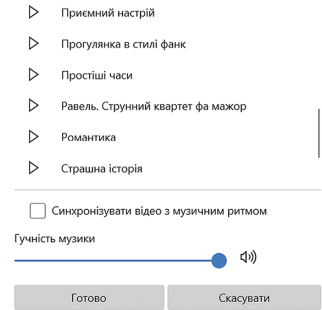 Приємний настрій
Прогулянка в стилі фанк
Простіші часи
Равель. Струнний квартет фа мажор
Романтика
Страшна історія
Синхронізувати відео з музичним ритмом
Гучність музики
Готово
Скасувати